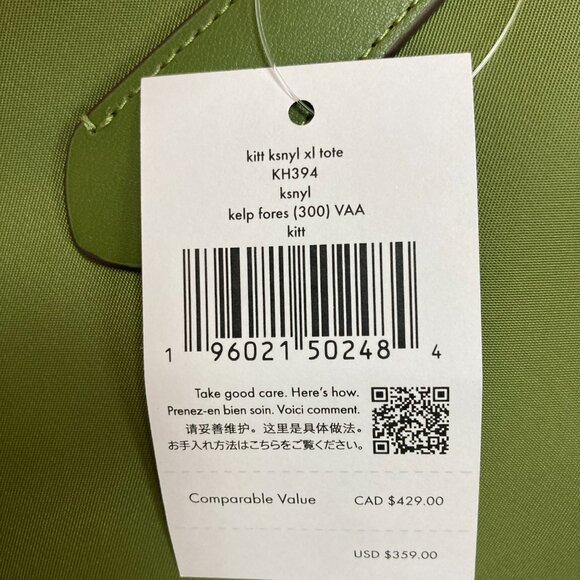 kitt ksnyl xl tote
KH394
ksnyl
kelp fores (300) VAA
kitt
1 96021 50248 4
Take good care. Here's how.
Prenez-en bien soin. Voici comment.
请妥善维护。这里是具体做法。
お手入れ方法はこちらをご覧ください。
Comparable Value CAD $429.00
USD $359.00